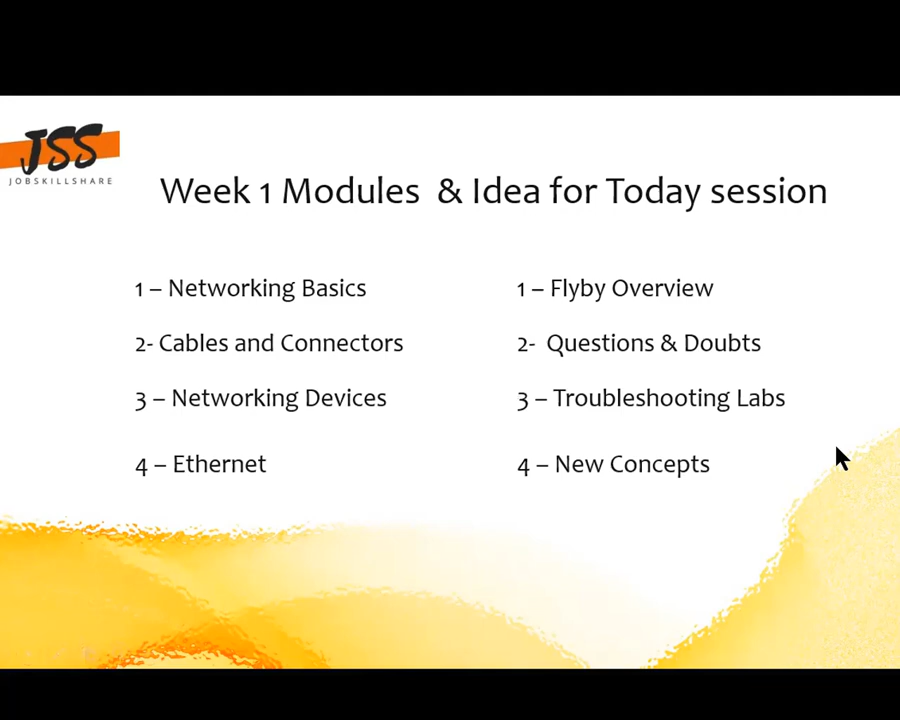 JSS
JOBSKILLSHARE
Week 1 Modules & Idea for Today session
1 – Networking Basics
2- Cables and Connectors
3 – Networking Devices
4 – Ethernet
1 – Flyby Overview
2- Questions & Doubts
3 – Troubleshooting Labs
4 – New Concepts